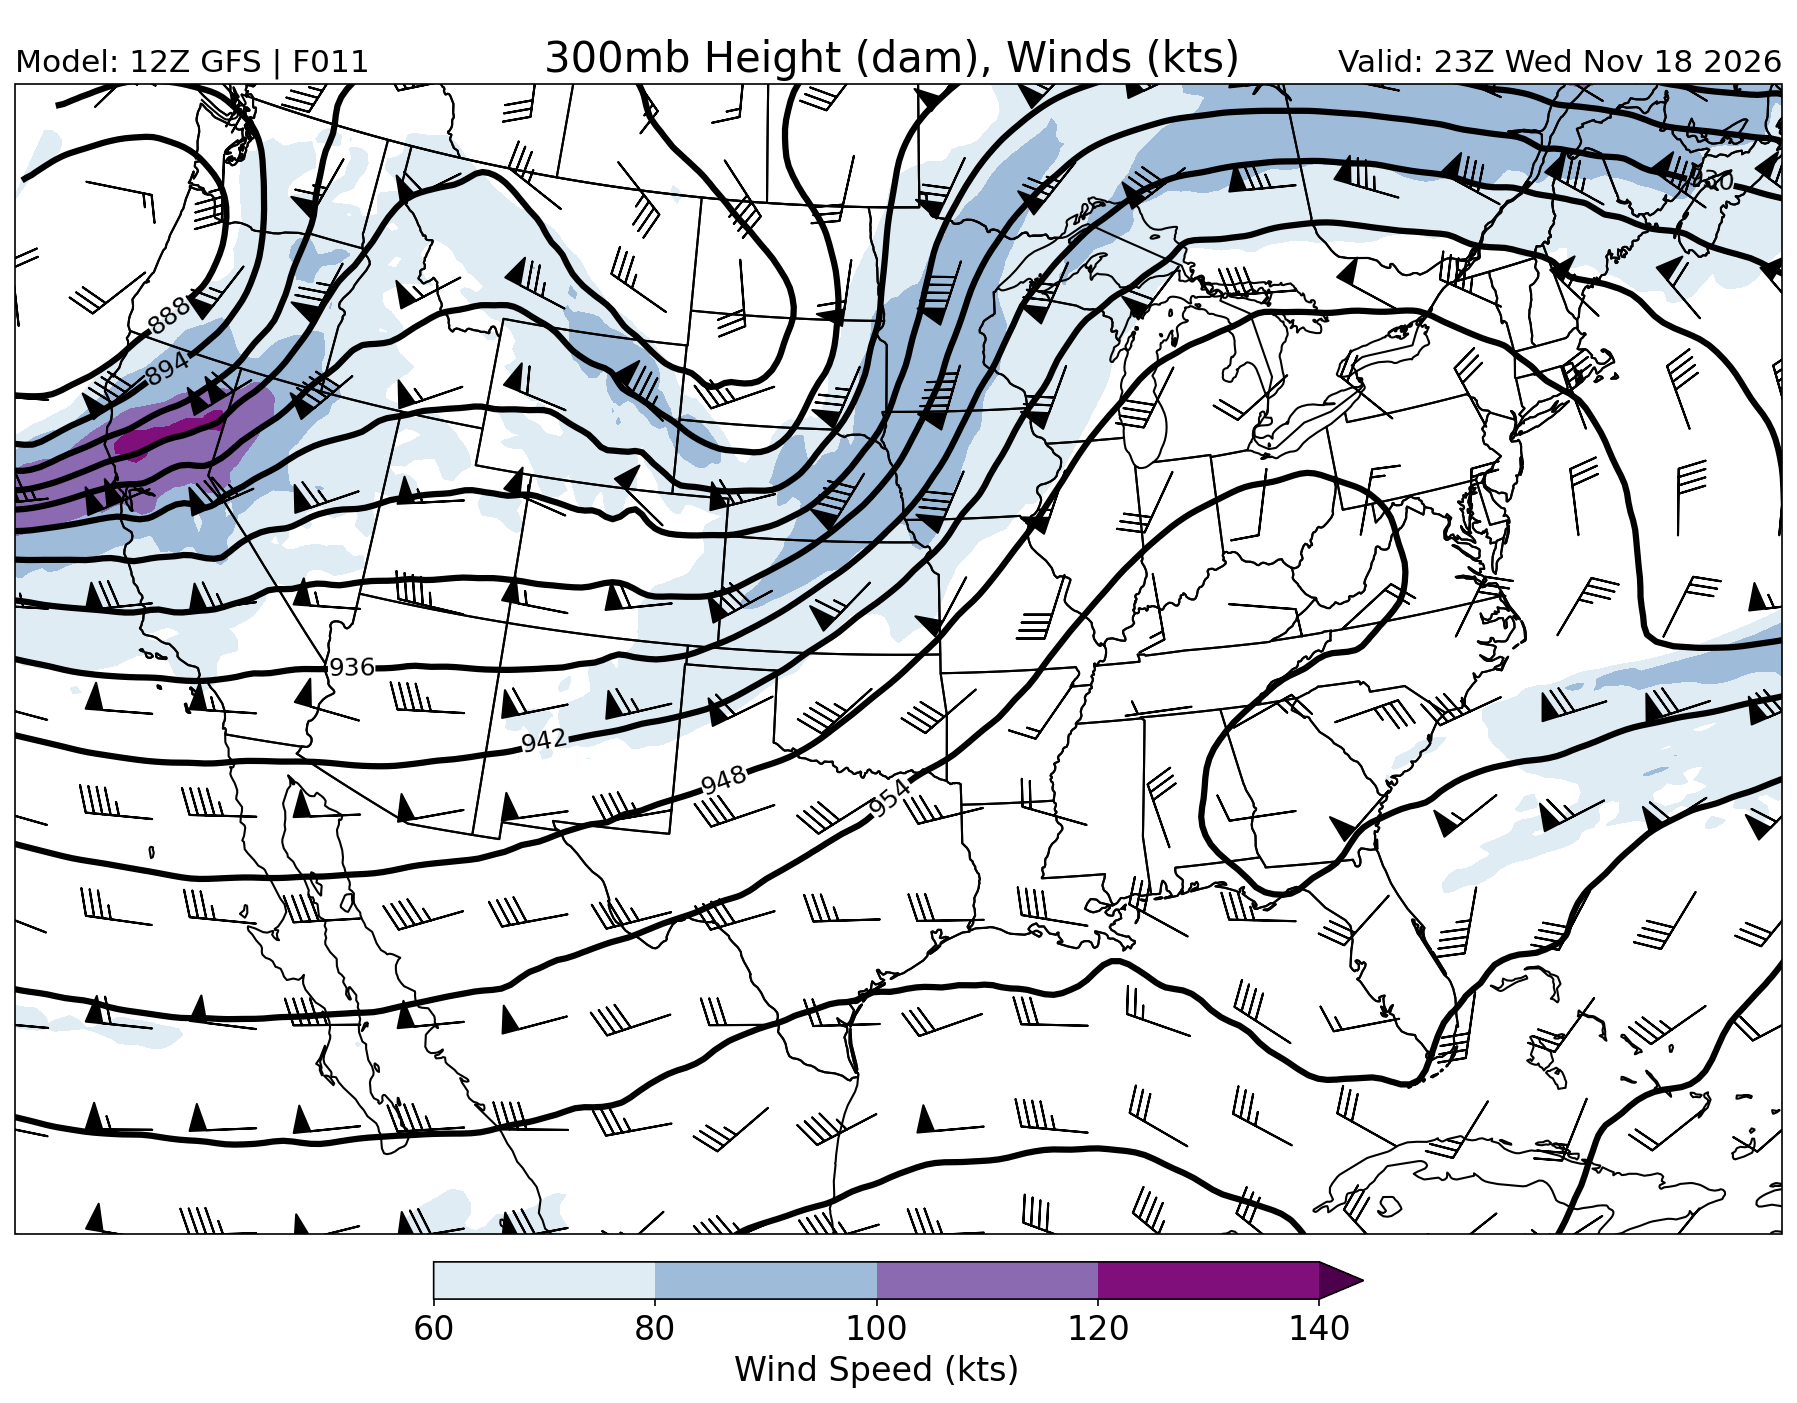 Model: 12Z GFS | F011
300mb Height (dam), Winds (kts)
Valid: 23Z Wed Nov 18 2026
930
888
894
936
942
948
954
60 80 100 120 140
Wind Speed (kts)